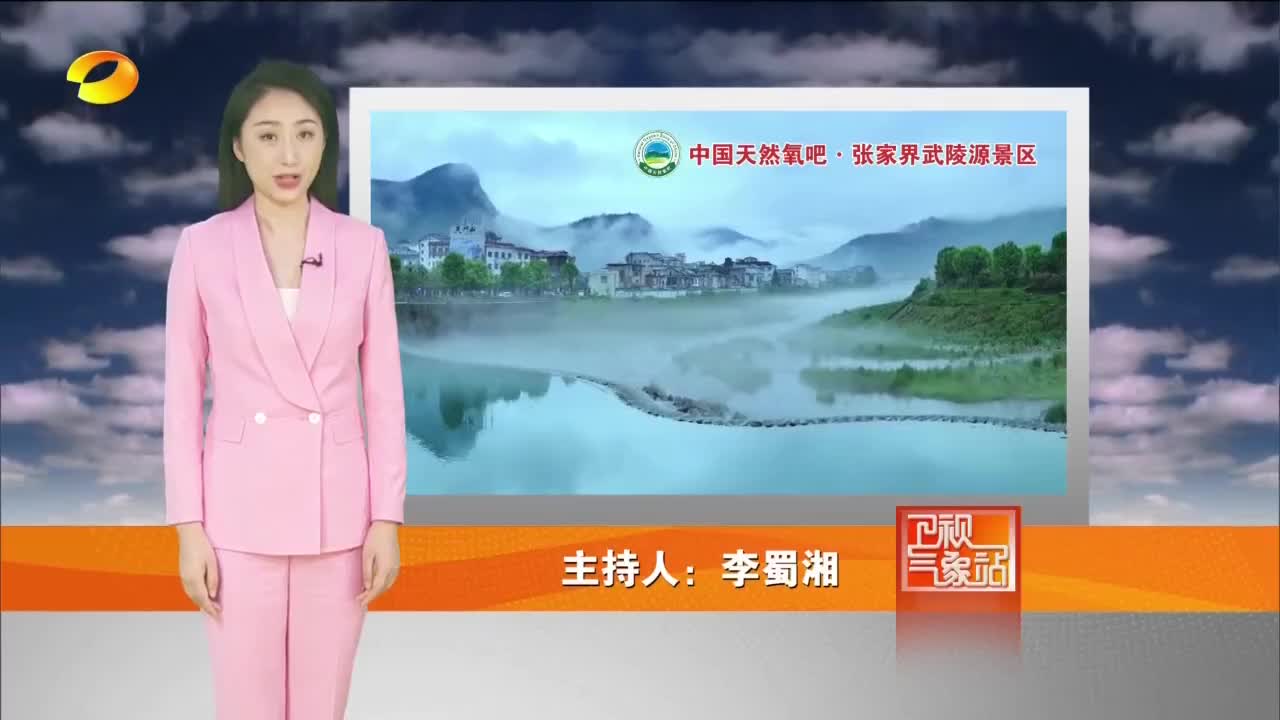 中国天然氧吧·张家界武陵源景区
主持人：李蜀湘
卫视
气象站